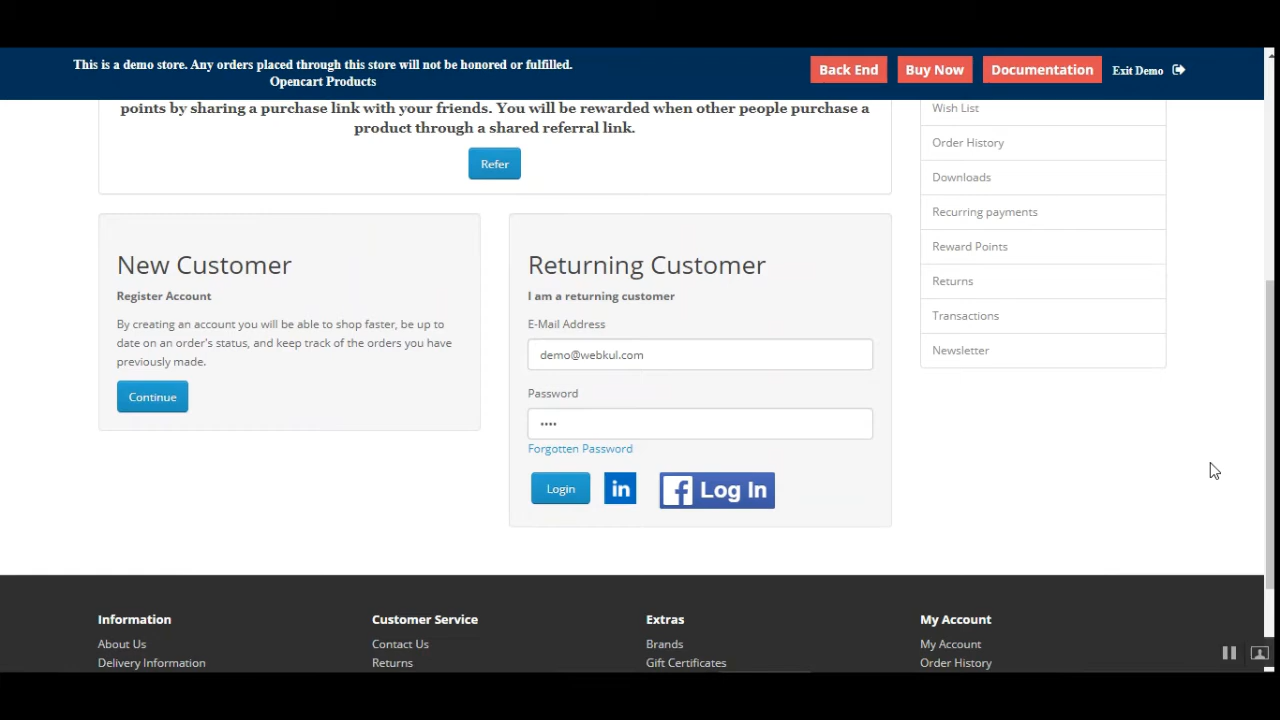 This is a demo store. Any orders placed through this store will not be honored or fulfilled.
Opencart Products
Back End
Buy Now
Documentation
Exit Demo
points by sharing a purchase link with your friends. You will be rewarded when other people purchase a
product through a shared referral link.
Refer
New Customer
Register Account
By creating an account you will be able to shop faster, be up to
date on an order's status, and keep track of the orders you have
previously made.
Continue
Returning Customer
I am a returning customer
E-Mail Address
demo@webkul.com
Password
••••
Forgotten Password
Login
in
f Log In
Wish List
Order History
Downloads
Recurring payments
Reward Points
Returns
Transactions
Newsletter
Information
About Us
Delivery Information
Customer Service
Contact Us
Returns
Extras
Brands
Gift Certificates
My Account
My Account
Order History